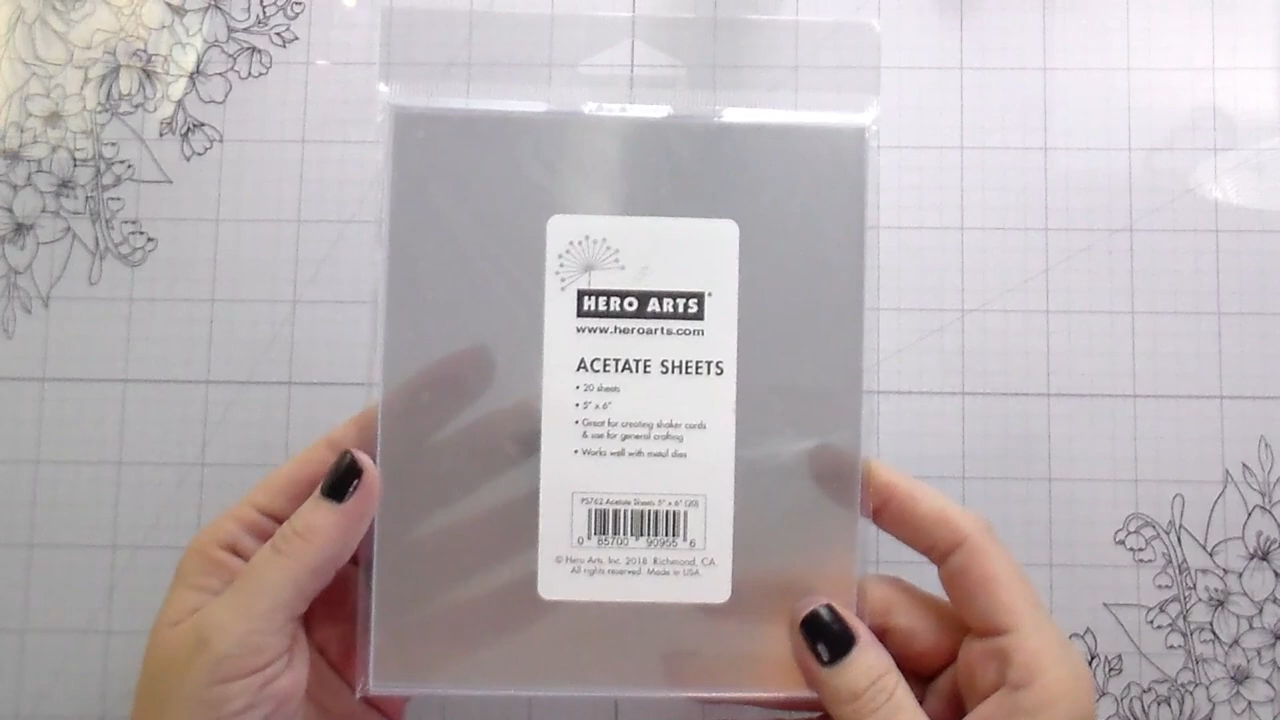 HERO ARTS®
www.heroarts.com
ACETATE SHEETS
• 20 sheets
• 5" x 6"
• Great for creating shaker cards
& use for general crafting
• Works well with metal dies
PS762 Acetate Sheets 5" x 6" (20)
0 85700 90955 6
© Hero Arts, Inc. 2018 Richmond, CA.
All rights reserved. Made in USA.